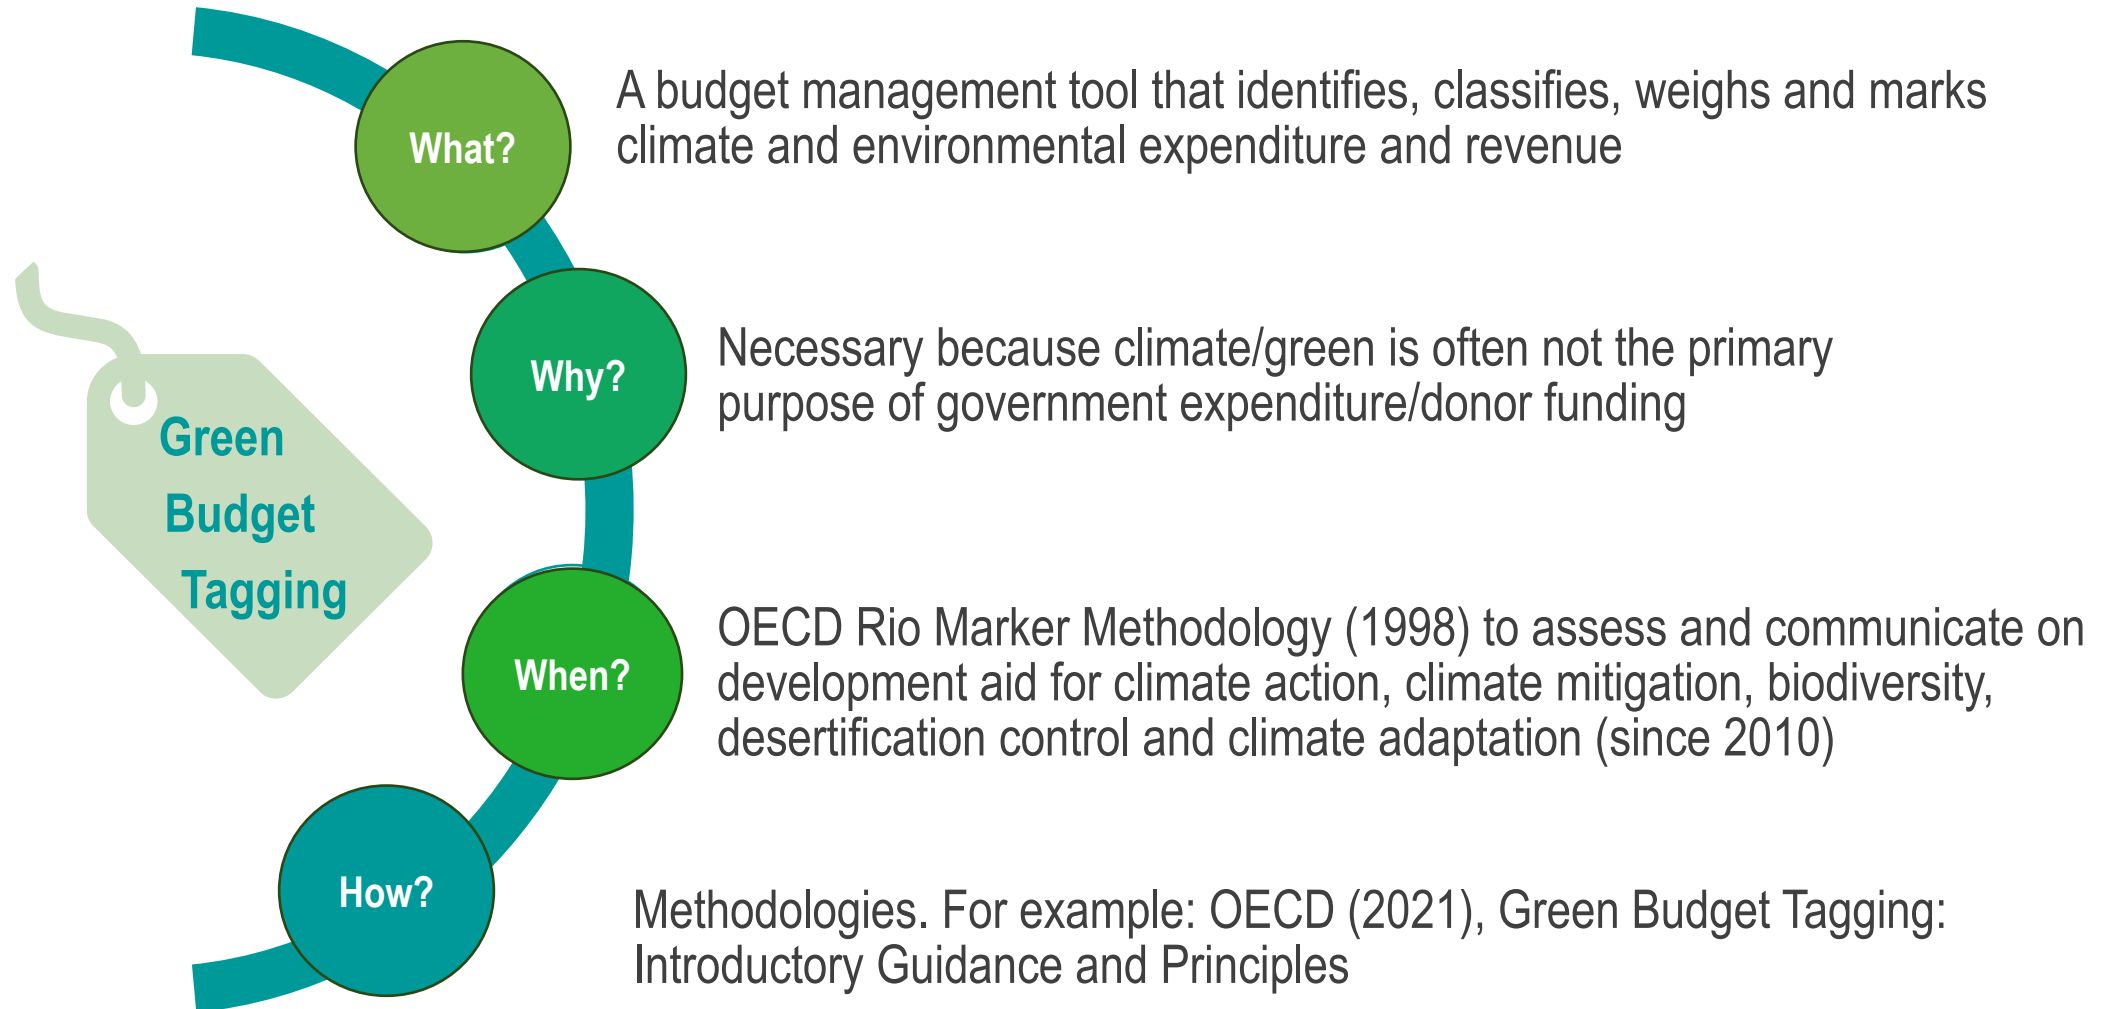 Green
Budget
Tagging
What?
A budget management tool that identifies, classifies, weighs and marks
climate and environmental expenditure and revenue
Why?
Necessary because climate/green is often not the primary
purpose of government expenditure/donor funding
When?
OECD Rio Marker Methodology (1998) to assess and communicate on
development aid for climate action, climate mitigation, biodiversity,
desertification control and climate adaptation (since 2010)
How?
Methodologies. For example: OECD (2021), Green Budget Tagging:
Introductory Guidance and Principles